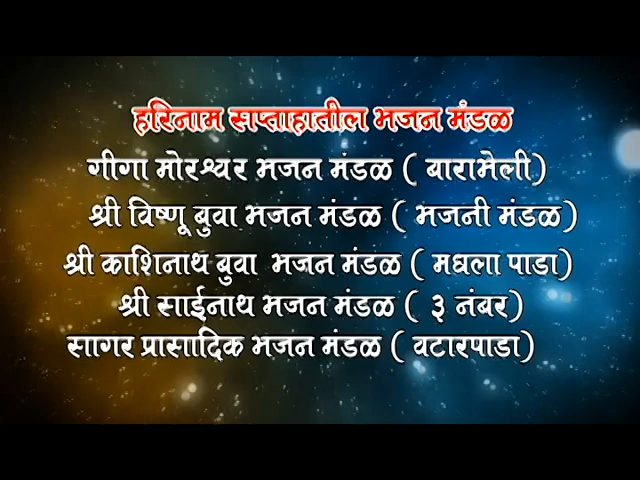 हरिनाम सप्ताहातील भजन मंडळ
गीगा मोरश्वर भजन मंडळ ( बाराभेली)
श्री विष्णू बुवा भजन मंडळ ( भजनी मंडळ)
श्री काशिनाथ बुवा भजन मंडळ ( मधला पाडा)
श्री साईनाथ भजन मंडळ ( ३ नंबर)
सागर प्रासादिक भजन मंडळ ( वटारपाडा)